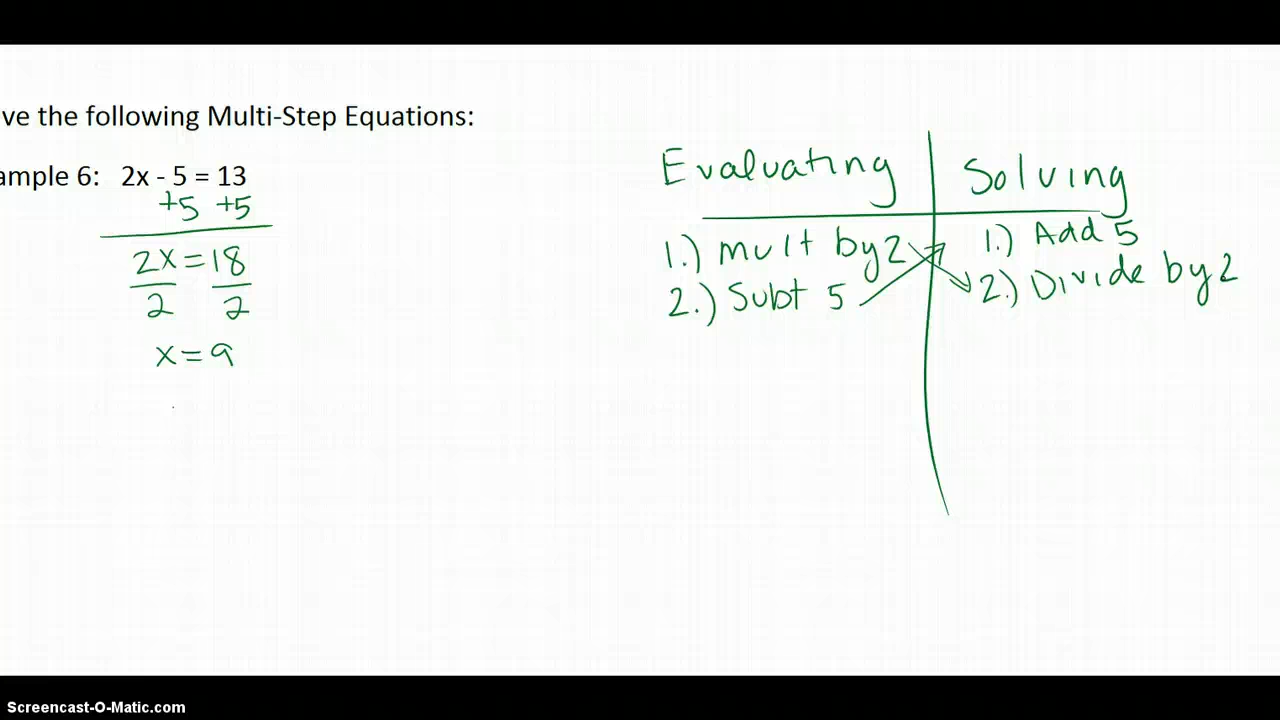 ve the following Multi-Step Equations:
ample 6: 2x - 5 = 13
+5 +5
2x = 18
2 2
x = 9
Evaluating Solving
1.) mult by 2 1.) Add 5
2.) Subt 5 2.) Divide by 2
Screencast-O-Matic.com